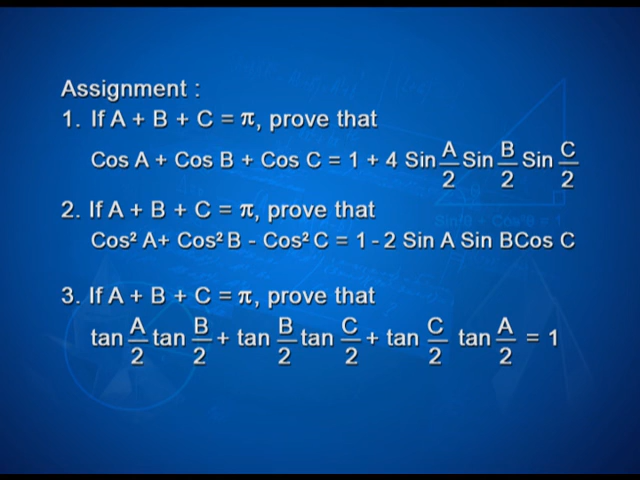 Assignment :
1. If A + B + C = π, prove that
Cos A + Cos B + Cos C = 1 + 4 Sin A/2 Sin B/2 Sin C/2
2. If A + B + C = π, prove that
Cos² A+ Cos² B - Cos² C = 1 - 2 Sin A Sin BCos C
3. If A + B + C = π, prove that
tan A/2 tan B/2 + tan B/2 tan C/2 + tan C/2 tan A/2 = 1